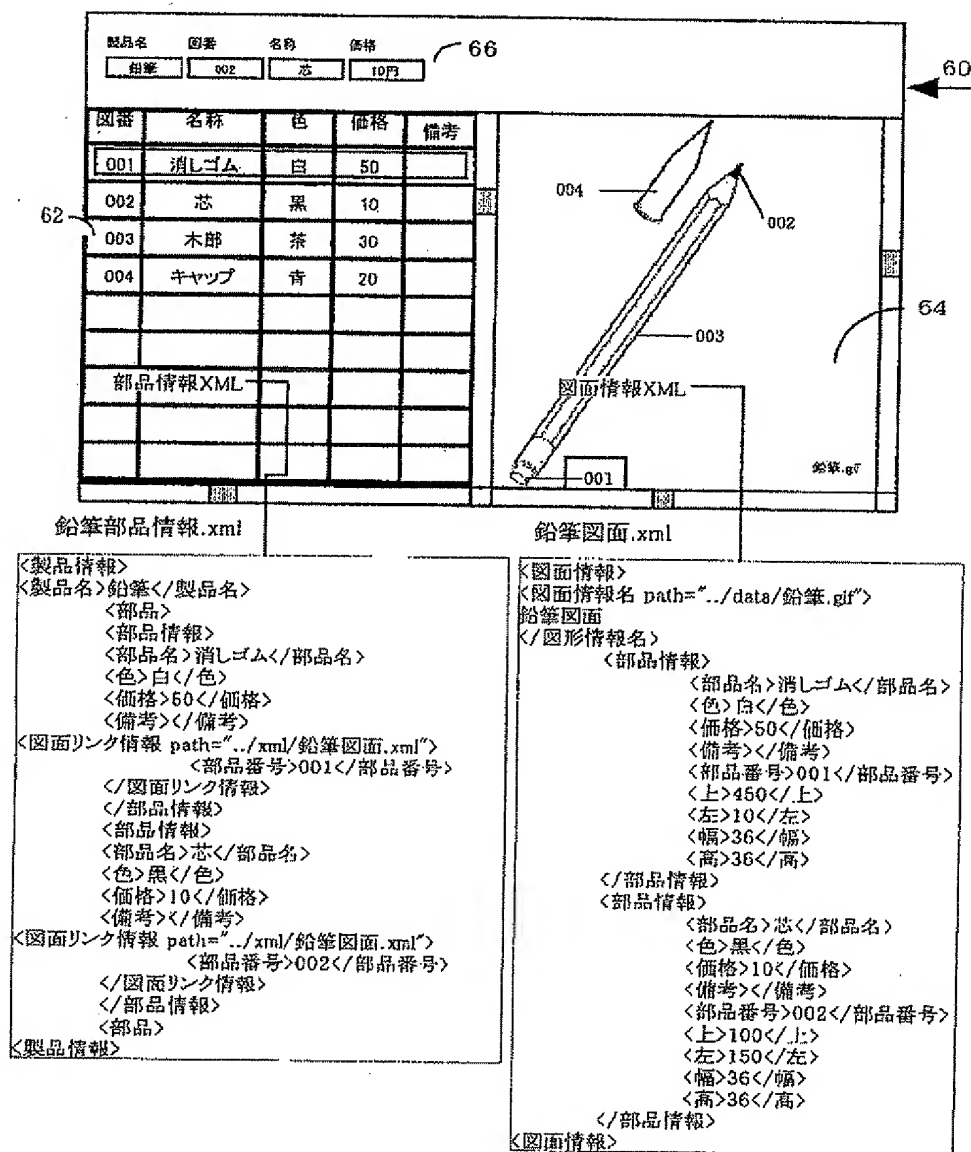 製品名 図番 名称 価格
鉛筆 002 芯 10円
66
60
図番 名称 色 価格 備考
001 消しゴム 白 50
002 芯 黒 10
003 木部 茶 30
004 キャップ 青 20
62
部品情報XML
004
002
003
64
図面情報XML
001
鉛筆.gif
鉛筆部品情報.xml
<製品情報>
<製品名>鉛筆</製品名>
<部品>
<部品情報>
<部品名>消しゴム</部品名>
<色>白</色>
<価格>50</価格>
<備考></備考>
<図面リンク情報 path="../xml/鉛筆図面.xml">
<部品番号>001</部品番号>
</図面リンク情報>
</部品情報>
<部品情報>
<部品名>芯</部品名>
<色>黒</色>
<価格>10</価格>
<備考></備考>
<図面リンク情報 path="../xml/鉛筆図面.xml">
<部品番号>002</部品番号>
</図面リンク情報>
</部品情報>
<部品>
<製品情報>
鉛筆図面.xml
<図面情報>
<図面情報名 path="../data/鉛筆.gif">
鉛筆図面
</図形情報名>
<部品情報>
<部品名>消しゴム</部品名>
<色>白</色>
<価格>50</価格>
<備考></備考>
<部品番号>001</部品番号>
<上>450</上>
<左>10</左>
<幅>36</幅>
<高>36</高>
</部品情報>
<部品情報>
<部品名>芯</部品名>
<色>黒</色>
<価格>10</価格>
<備考></備考>
<部品番号>002</部品番号>
<上>100</上>
<左>150</左>
<幅>36</幅>
<高>36</高>
</部品情報>
<図面情報>